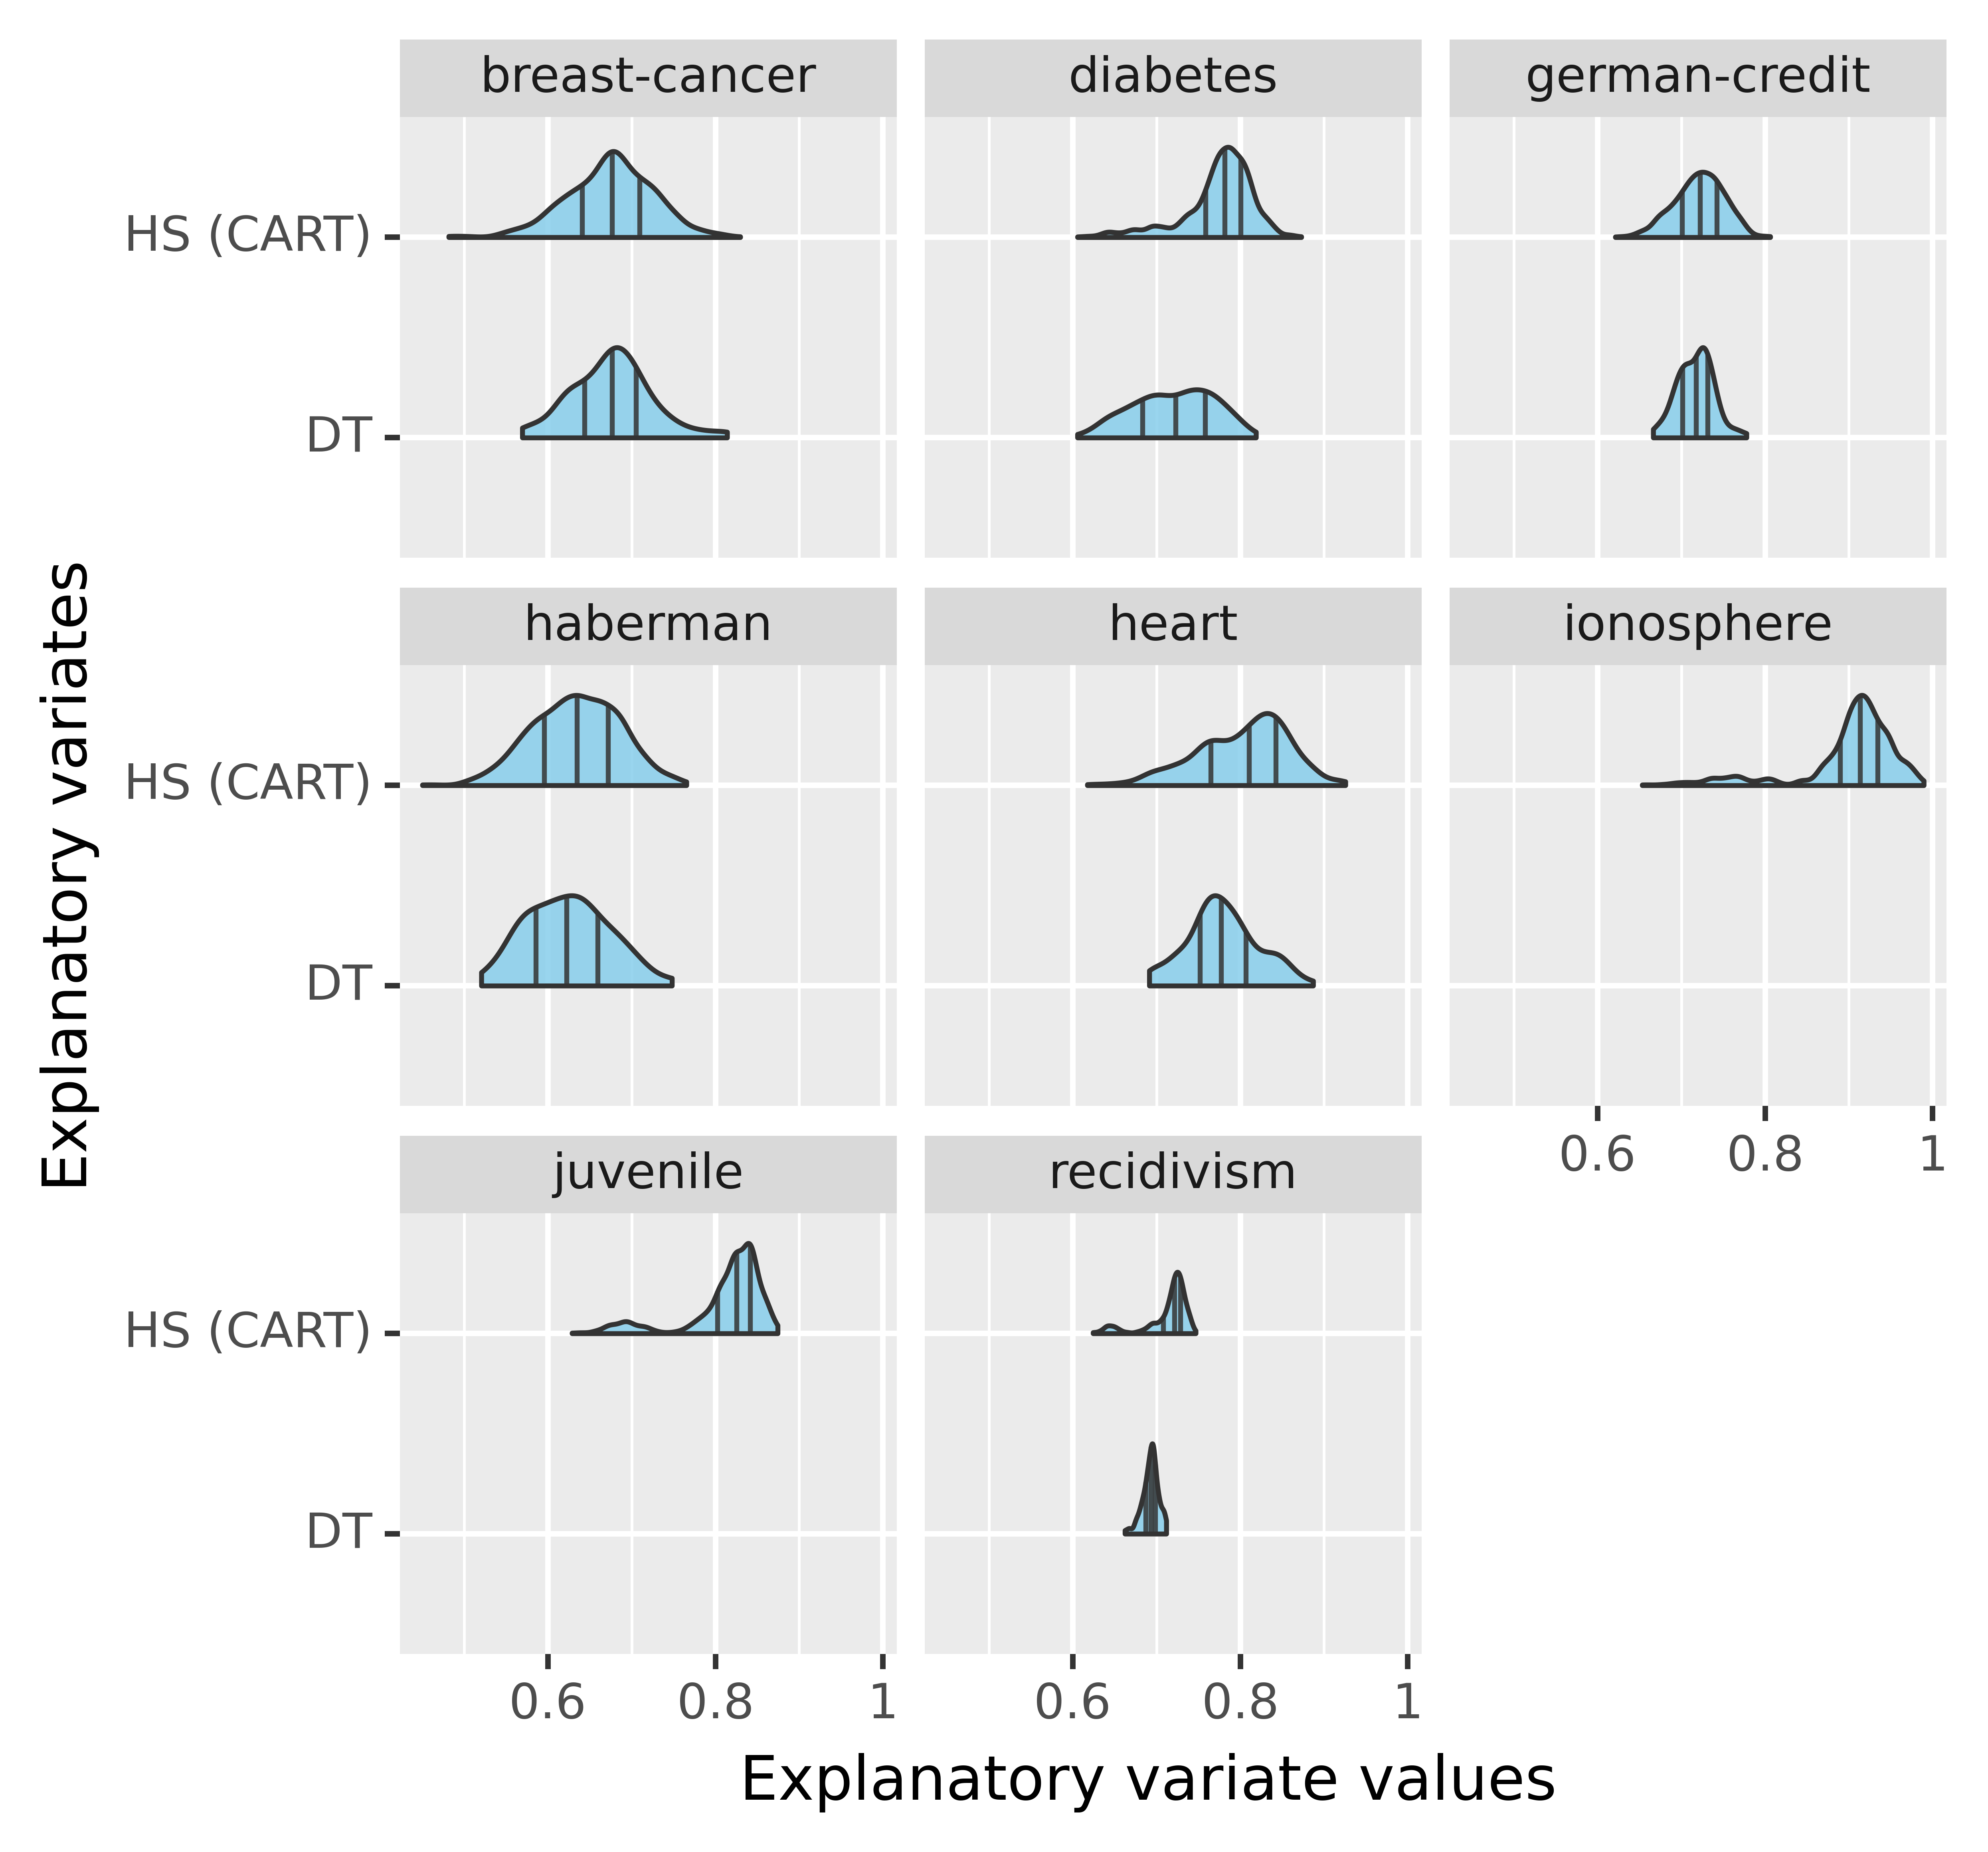 breast-cancer
diabetes
german-credit
HS (CART)
DT
haberman
heart
ionosphere
HS (CART)
DT
0.6 0.8 1
juvenile
recidivism
HS (CART)
DT
0.6 0.8 1
0.6 0.8 1
Explanatory variate values
Explanatory variates